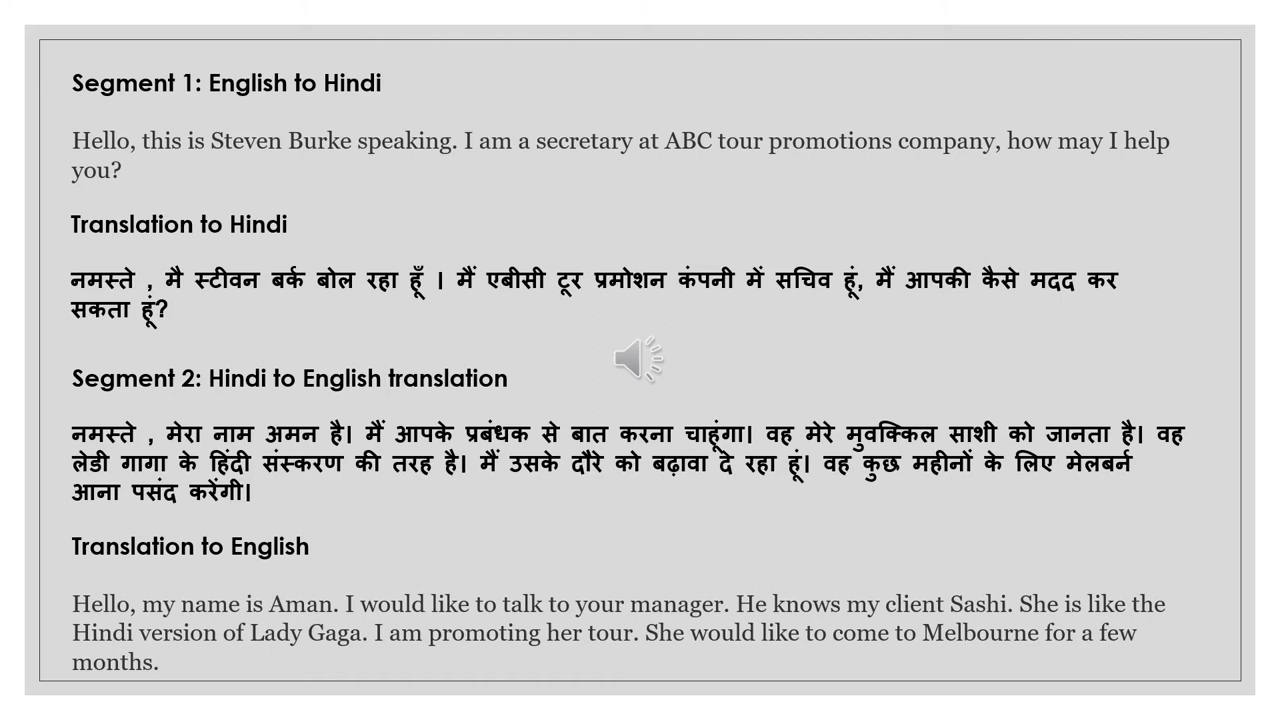 Segment 1: English to Hindi
Hello, this is Steven Burke speaking. I am a secretary at ABC tour promotions company, how may I help
you?
Translation to Hindi
नमस्ते , मै स्टीवन बर्क बोल रहा हूँ । मैं एबीसी टूर प्रमोशन कंपनी में सचिव हूं, मैं आपकी कैसे मदद कर
सकता हूं?
Segment 2: Hindi to English translation
नमस्ते , मेरा नाम अमन है। मैं आपके प्रबंधक से बात करना चाहूंगा। वह मेरे मुवक्किल साशी को जानता है। वह
लेडी गागा के हिंदी संस्करण की तरह है। मैं उसके दौरे को बढ़ावा दे रहा हूं। वह कुछ महीनों के लिए मेलबर्न
आना पसंद करेंगी।
Translation to English
Hello, my name is Aman. I would like to talk to your manager. He knows my client Sashi. She is like the
Hindi version of Lady Gaga. I am promoting her tour. She would like to come to Melbourne for a few
months.